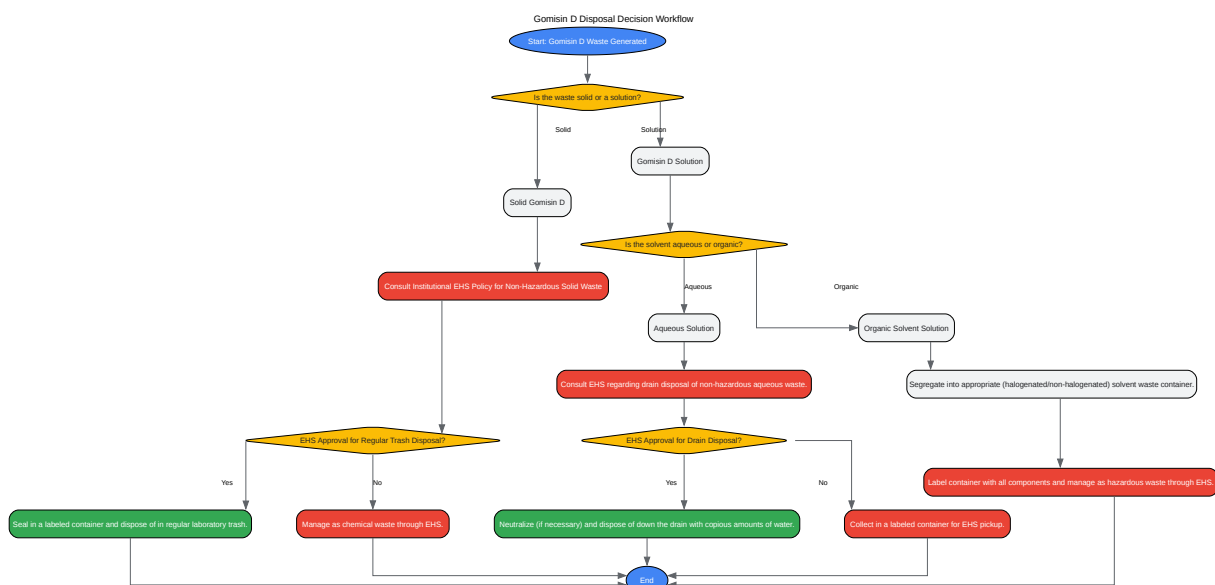 Gomisin D Disposal Decision Workflow
Start: Gomisin D Waste Generated
Is the waste solid or a solution?
Solid
Solution
Gomisin D Solution
Solid Gomisin D
Is the solvent aqueous or organic?
Consult Institutional EHS Policy for Non-Hazardous Solid Waste
Aqueous
Organic
Aqueous Solution
Organic Solvent Solution
Consult EHS regarding drain disposal of non-hazardous aqueous waste.
Segregate into appropriate (halogenated/non-halogenated) solvent waste container.
EHS Approval for Regular Trash Disposal?
EHS Approval for Drain Disposal?
Yes
No
Yes
No
Label container with all components and manage as hazardous waste through EHS.
Seal in a labeled container and dispose of in regular laboratory trash.
Manage as chemical waste through EHS.
Neutralize (if necessary) and dispose of down the drain with copious amounts of water.
Collect in a labeled container for EHS pickup.
End